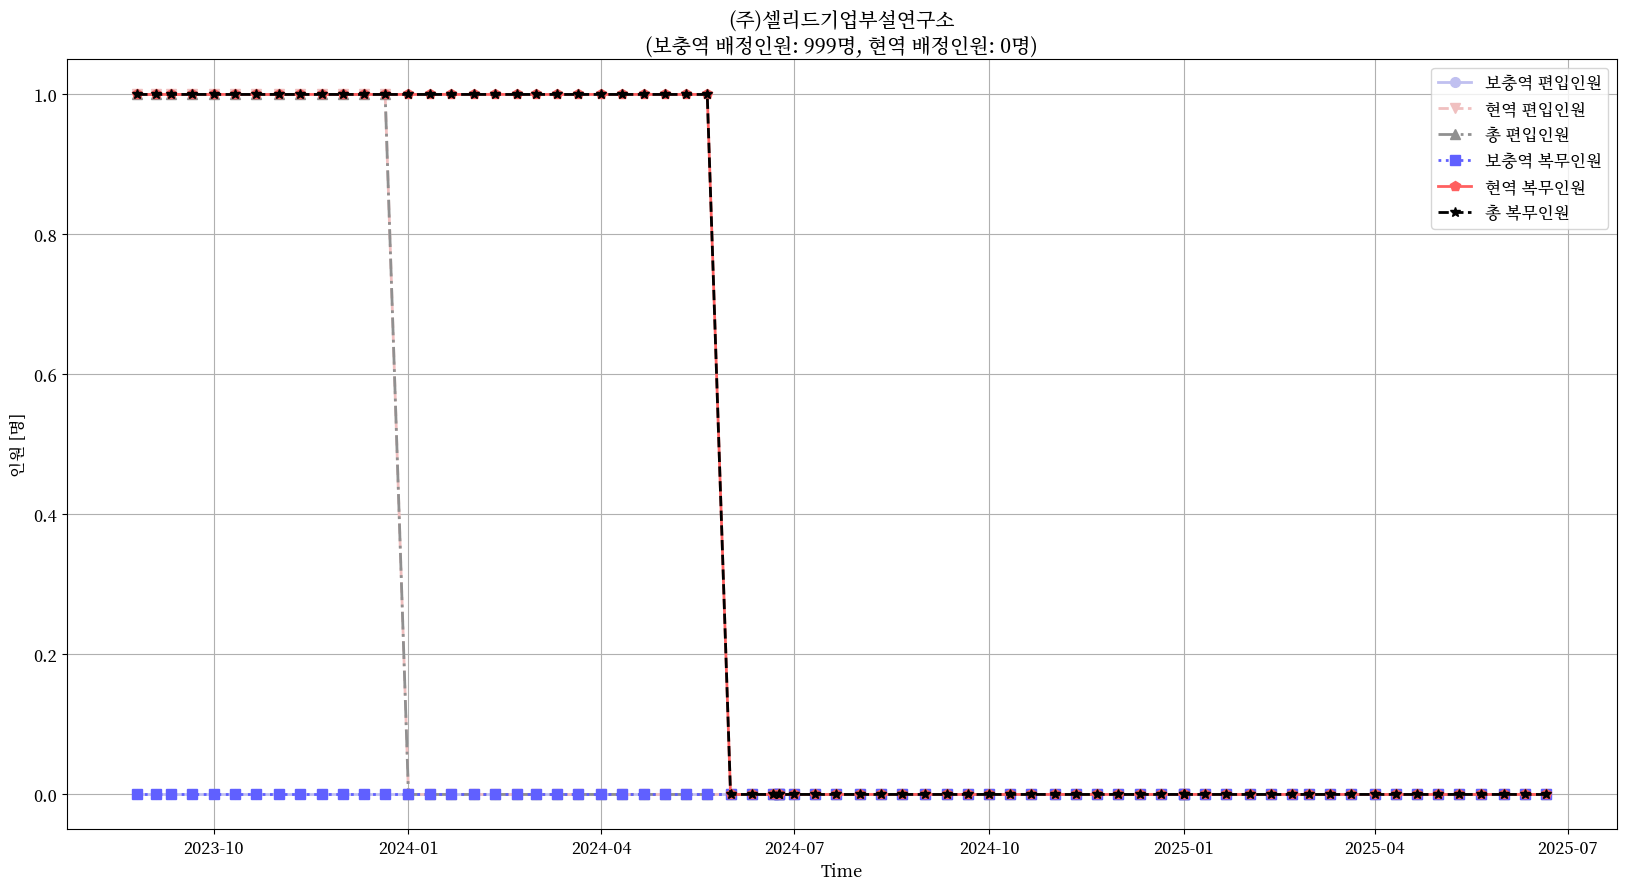 (주)셀리드기업부설연구소
(보충역 배정인원: 999명, 현역 배정인원: 0명)
보충역 편입인원
현역 편입인원
총 편입인원
보충역 복무인원
현역 복무인원
총 복무인원
인원 [명]
1.0
0.8
0.6
0.4
0.2
0.0
2023-10
2024-01
2024-04
2024-07
2024-10
2025-01
2025-04
2025-07
Time